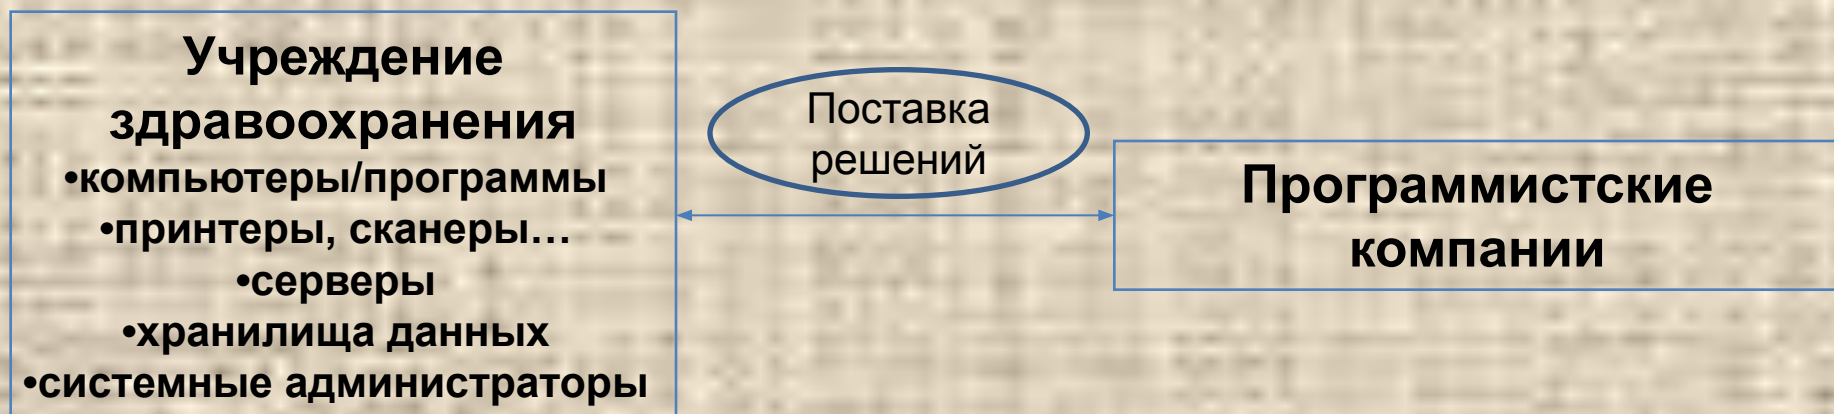 Учреждение
здравоохранения
•компьютеры/программы
•принтеры, сканеры…
•серверы
•хранилища данных
•системные администраторы
Поставка
решений
Программистские
компании